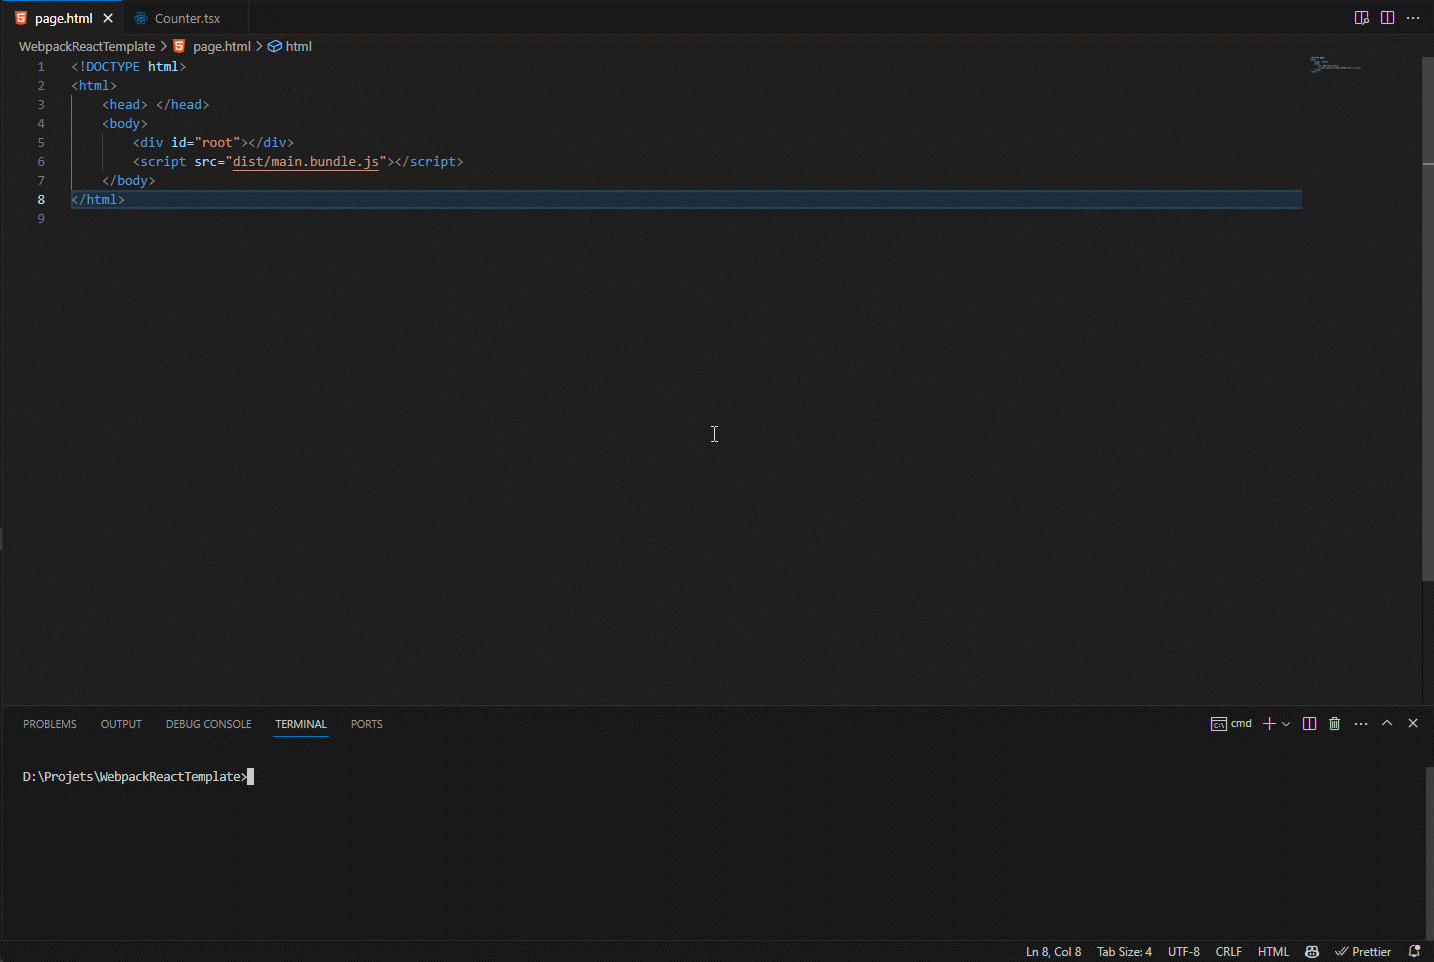 page.html
Counter.tsx
WebpackReactTemplate > page.html > html
1 <!DOCTYPE html>
2 <html>
3 <head> </head>
4 <body>
5 <div id="root"></div>
6 <script src="dist/main.bundle.js"></script>
7 </body>
8 </html>
9
PROBLEMS OUTPUT DEBUG CONSOLE TERMINAL PORTS cmd
D:\Projets\WebpackReactTemplate>
Ln 8, Col 8 Tab Size: 4 UTF-8 CRLF HTML Prettier